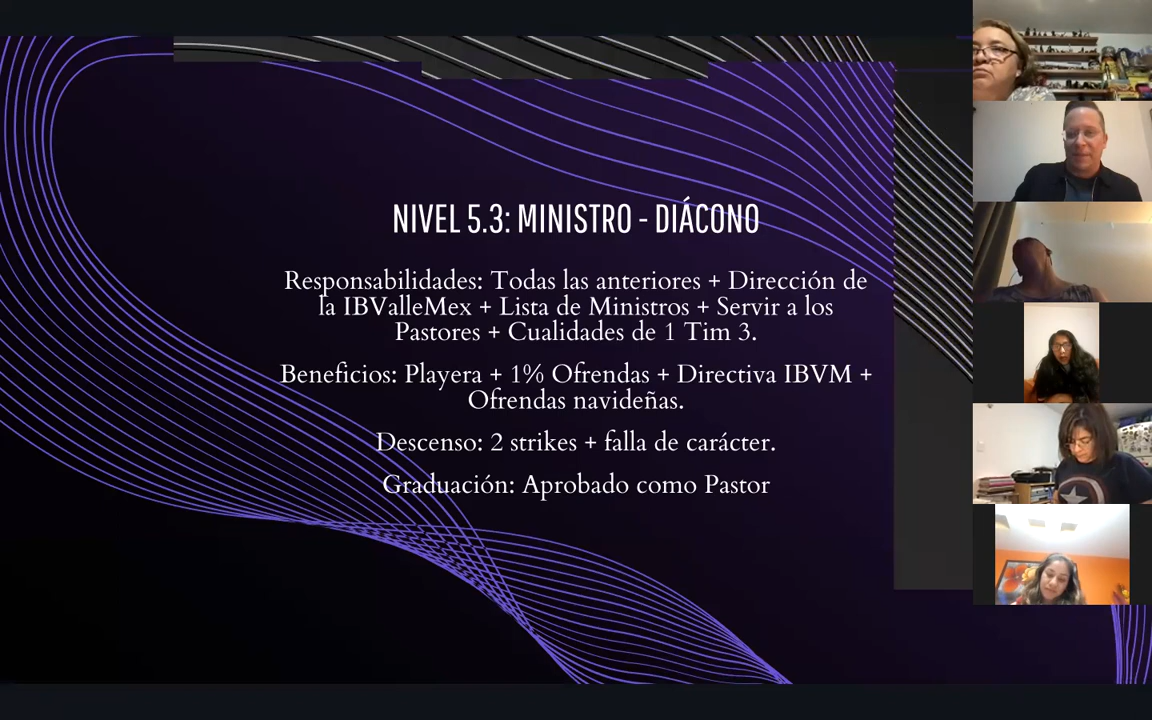 NIVEL 5.3: MINISTRO - DIÁCONO
Responsabilidades: Todas las anteriores + Dirección de
la IBValleMex + Lista de Ministros + Servir a los
Pastores + Cualidades de 1 Tim 3.
Beneficios: Playera + 1% Ofrendas + Directiva IBVM +
Ofrendas navideñas.
Descenso: 2 strikes + falla de carácter.
Graduación: Aprobado como Pastor